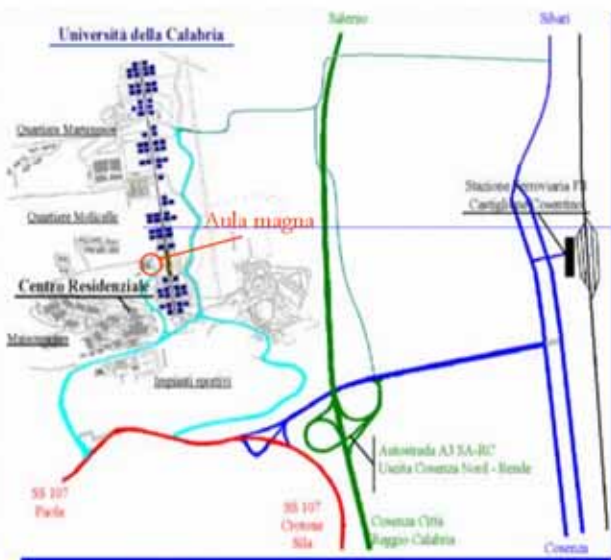 Salerno
Sibari
Università della Calabria
Quartiere Martensson
Stazione Ferroviaria FS
Castiglione Cosentino
Quartiere Molicelle
Aula magna
Centro Residenziale
Maisonnettes
Impianti sportivi
Autostrada A3 SA-RC
Uscita Cosenza Nord - Rende
SS 107
Paola
SS 107
Crotone
Sila
Cosenza Città
Reggio Calabria
Cosenza